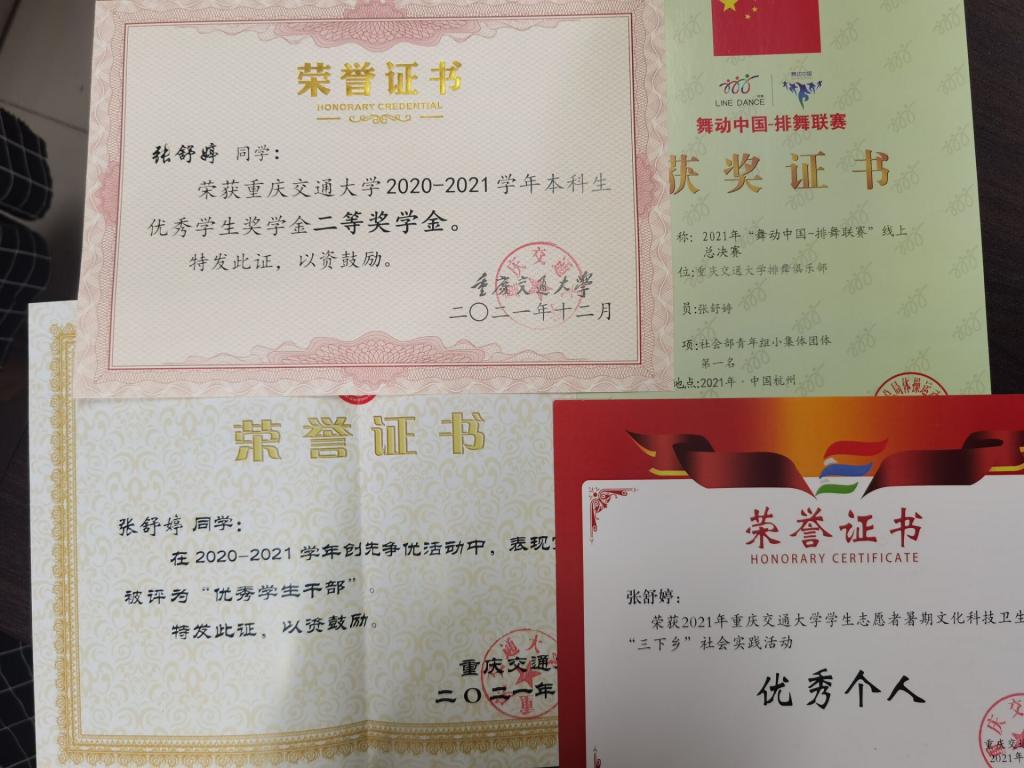 荣誉证书
HONORARY CREDENTIAL
张舒婷 同学：
荣获重庆交通大学2020-2021学年本科生
优秀学生奖学金二等奖学金。
特发此证，以资鼓励。
重庆交通大学
二〇二一年十二月
舞动中国
LINE DANCE
舞动中国-排舞联赛
获奖证书
称：2021年“舞动中国-排舞联赛”线上
总决赛
位:重庆交通大学排舞俱乐部
员:张舒婷
项:社会部青年组小集体团体
第一名
地点:2021年·中国杭州
荣誉证书
张舒婷 同学：
在2020-2021学年创先争优活动中，表现
被评为“优秀学生干部”。
特发此证，以资鼓励。
重庆交通
二〇二一年
荣誉证书
HONORARY CERTIFICATE
张舒婷：
荣获2021年重庆交通大学学生志愿者暑期文化科技卫生
“三下乡”社会实践活动
优秀个人
重庆交
2021年